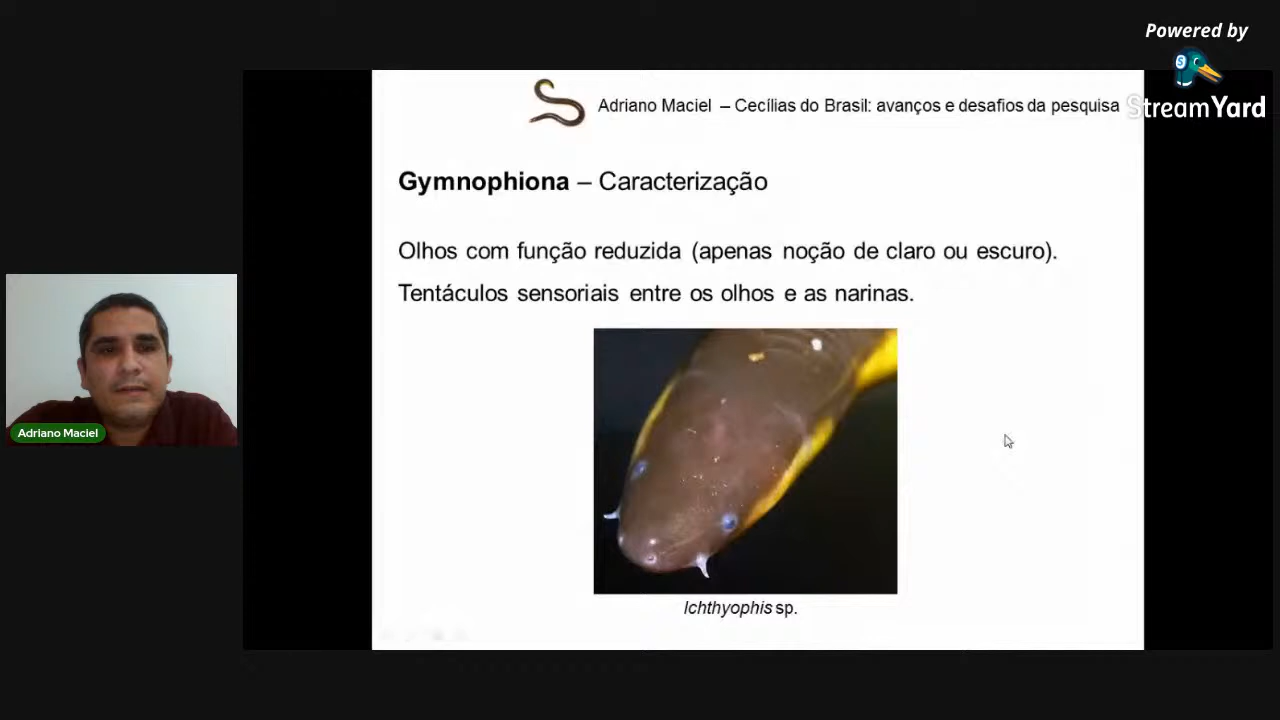 Powered by
StreamYard
Adriano Maciel – Cecílias do Brasil: avanços e desafios da pesquisa
Gymnophiona – Caracterização
Olhos com função reduzida (apenas noção de claro ou escuro).
Tentáculos sensoriais entre os olhos e as narinas.
Adriano Maciel
Ichthyophis sp.